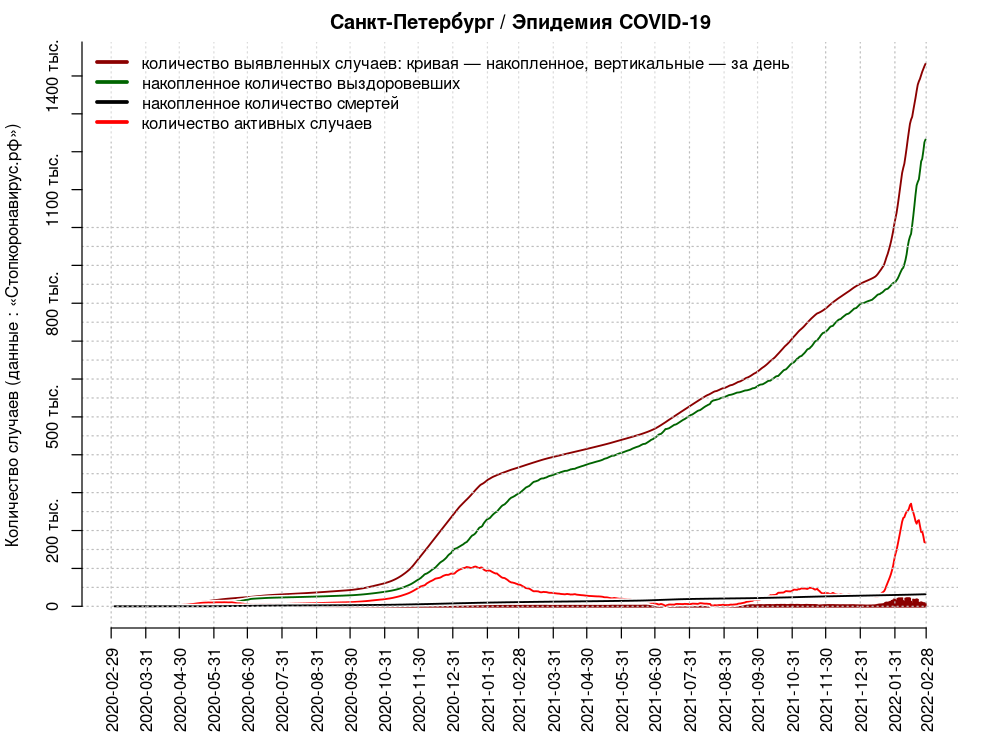 Санкт-Петербург / Эпидемия COVID-19
количество выявленных случаев: кривая — накопленное, вертикальные — за день
накопленное количество выздоровевших
накопленное количество смертей
количество активных случаев
Количество случаев (данные : «Стопкоронавирус.рф»)
1400 тыс.
1100 тыс.
800 тыс.
500 тыс.
200 тыс.
0
2020-02-29
2020-03-31
2020-04-30
2020-05-31
2020-06-30
2020-07-31
2020-08-31
2020-09-30
2020-10-31
2020-11-30
2020-12-31
2021-01-31
2021-02-28
2021-03-31
2021-04-30
2021-05-31
2021-06-30
2021-07-31
2021-08-31
2021-09-30
2021-10-31
2021-11-30
2021-12-31
2022-01-31
2022-02-28